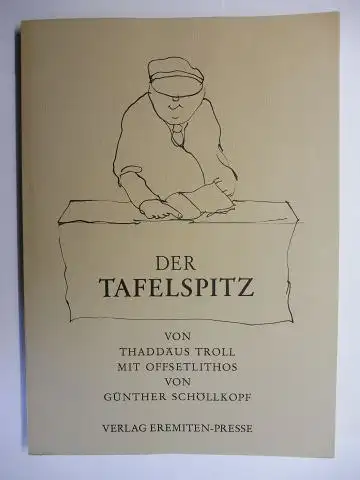 DER
TAFELSPITZ
VON
THADDÄUS TROLL
MIT OFFSETLITHOS
VON
GÜNTHER SCHÖLLKOPF
VERLAG EREMITEN-PRESSE